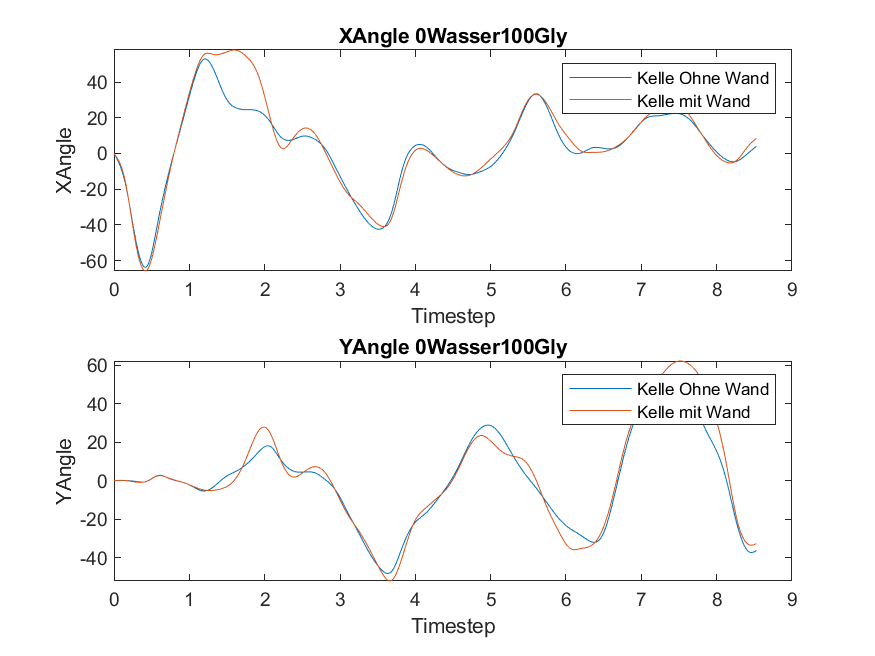 XAngle 0Wasser100Gly
XAngle
40
20
0
-20
-40
-60
Kelle Ohne Wand
Kelle mit Wand
0 1 2 3 4 5 6 7 8 9
Timestep
YAngle 0Wasser100Gly
YAngle
60
40
20
0
-20
-40
Kelle Ohne Wand
Kelle mit Wand
0 1 2 3 4 5 6 7 8 9
Timestep